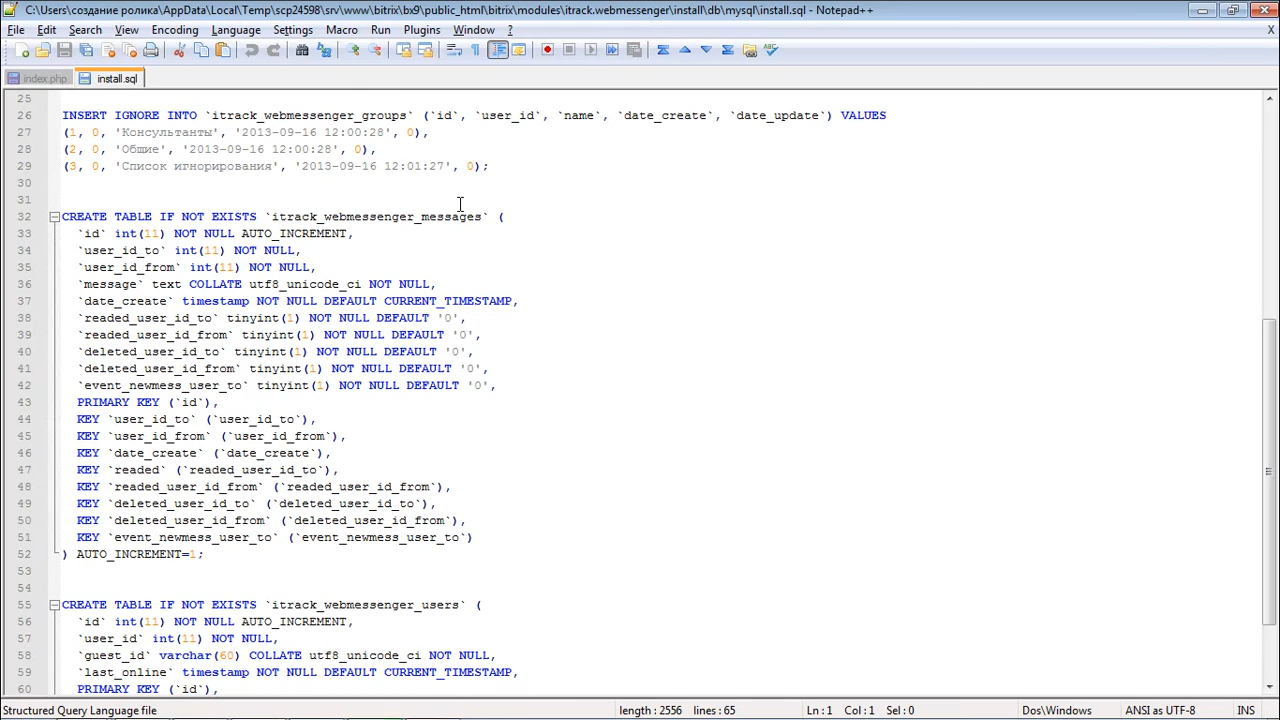 C:\Users\создание ролика\AppData\Local\Temp\scp24598\srv\www\bitrix\bx9\public_html\bitrix\modules\itrack.webmessenger\install\db\mysql\install.sql - Notepad++
File Edit Search View Encoding Language Settings Macro Run Plugins Window ? X
index.php install.sql
25
26 INSERT IGNORE INTO `itrack_webmessenger_groups` (`id`, `user_id`, `name`, `date_create`, `date_update`) VALUES
27 (1, 0, 'Консультанты', '2013-09-16 12:00:28', 0),
28 (2, 0, 'Общие', '2013-09-16 12:00:28', 0),
29 (3, 0, 'Список игнорирования', '2013-09-16 12:01:27', 0);
30
31
32 CREATE TABLE IF NOT EXISTS `itrack_webmessenger_messages` (
33 `id` int(11) NOT NULL AUTO_INCREMENT,
34 `user_id_to` int(11) NOT NULL,
35 `user_id_from` int(11) NOT NULL,
36 `message` text COLLATE utf8_unicode_ci NOT NULL,
37 `date_create` timestamp NOT NULL DEFAULT CURRENT_TIMESTAMP,
38 `readed_user_id_to` tinyint(1) NOT NULL DEFAULT '0',
39 `readed_user_id_from` tinyint(1) NOT NULL DEFAULT '0',
40 `deleted_user_id_to` tinyint(1) NOT NULL DEFAULT '0',
41 `deleted_user_id_from` tinyint(1) NOT NULL DEFAULT '0',
42 `event_newmess_user_to` tinyint(1) NOT NULL DEFAULT '0',
43 PRIMARY KEY (`id`),
44 KEY `user_id_to` (`user_id_to`),
45 KEY `user_id_from` (`user_id_from`),
46 KEY `date_create` (`date_create`),
47 KEY `readed` (`readed_user_id_to`),
48 KEY `readed_user_id_from` (`readed_user_id_from`),
49 KEY `deleted_user_id_to` (`deleted_user_id_to`),
50 KEY `deleted_user_id_from` (`deleted_user_id_from`),
51 KEY `event_newmess_user_to` (`event_newmess_user_to`)
52 ) AUTO_INCREMENT=1;
53
54
55 CREATE TABLE IF NOT EXISTS `itrack_webmessenger_users` (
56 `id` int(11) NOT NULL AUTO_INCREMENT,
57 `user_id` int(11) NOT NULL,
58 `guest_id` varchar(60) COLLATE utf8_unicode_ci NOT NULL,
59 `last_online` timestamp NOT NULL DEFAULT CURRENT_TIMESTAMP,
60 PRIMARY KEY (`id`),
Structured Query Language file length : 2556 lines : 65 Ln : 1 Col : 1 Sel : 0 Dos\Windows ANSI as UTF-8 INS